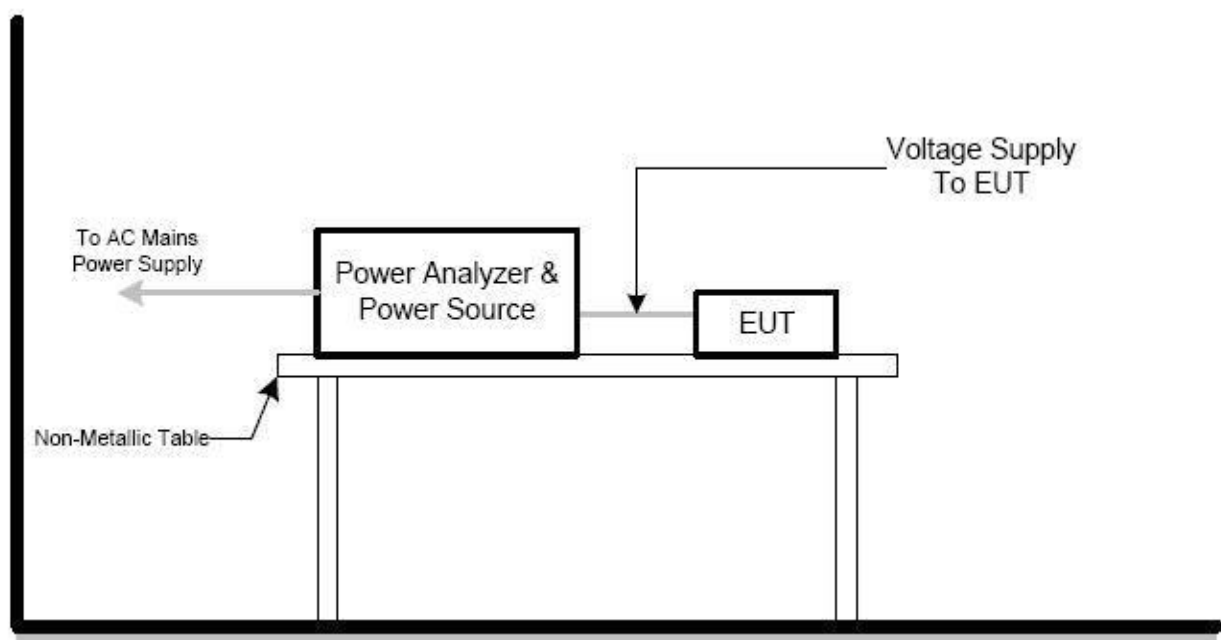 Voltage Supply
To EUT
To AC Mains
Power Supply
Power Analyzer &
Power Source
EUT
Non-Metallic Table